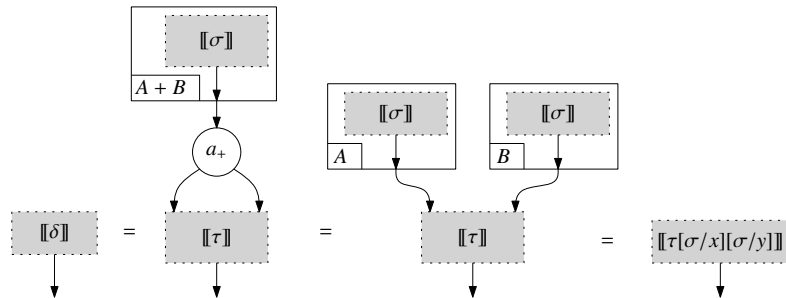 ⟦σ⟧
A + B
⟦σ⟧ ⟦σ⟧
a₊
A B
⟦δ⟧ = ⟦τ⟧ = ⟦τ⟧ = ⟦τ[σ/x][σ/y]⟧